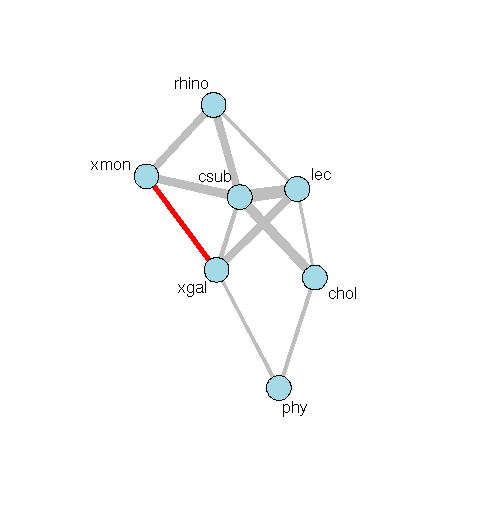 rhino
xmon
csub
lec
xgal
chol
phy